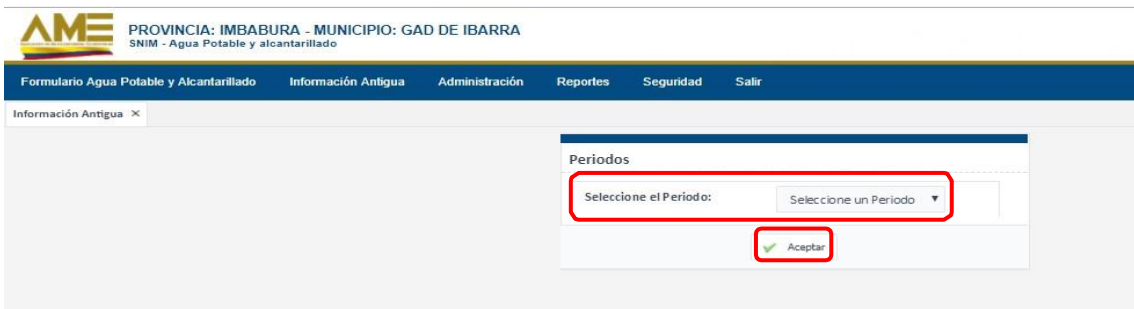 AME
PROVINCIA: IMBABURA - MUNICIPIO: GAD DE IBARRA
SNIM - Agua Potable y alcantarillado
Formulario Agua Potable y Alcantarillado Información Antigua Administración Reportes Seguridad Salir
Información Antigua ×
Periodos
Seleccione el Periodo: Seleccione un Periodo ▼
Aceptar